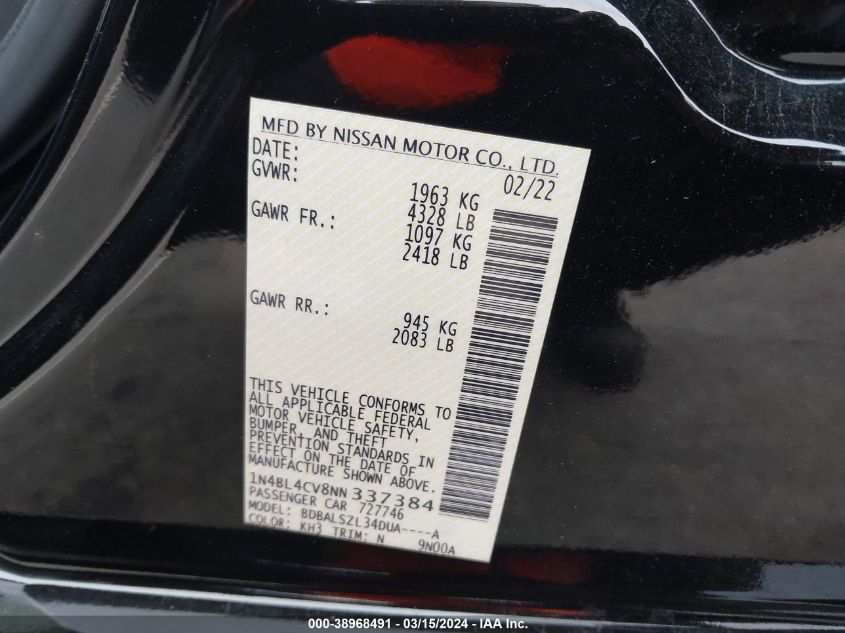 MFD BY NISSAN MOTOR CO., LTD.
DATE: 02/22
GVWR: 1963 KG
4328 LB
GAWR FR.: 1097 KG
2418 LB
GAWR RR.: 945 KG
2083 LB
THIS VEHICLE CONFORMS TO
ALL APPLICABLE FEDERAL
MOTOR VEHICLE SAFETY,
BUMPER, AND THEFT
PREVENTION STANDARDS IN
EFFECT ON THE DATE OF
MANUFACTURE SHOWN ABOVE.
1N4BL4CV8NN337384
PASSENGER CAR 727746
MODEL: BDBALSZL34DUA----A
COLOR: KH3 TRIM: N 9N00A
000-38968491 - 03/15/2024 - IAA Inc.